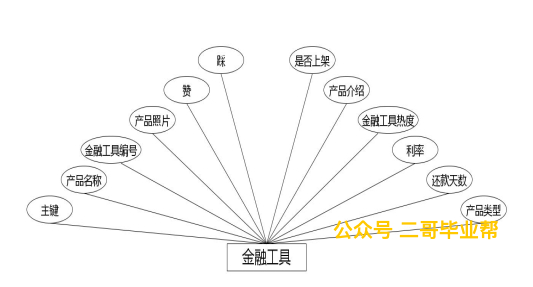 踩
是否上架
赞
产品介绍
产品照片
金融工具热度
金融工具编号
利率
产品名称
还款天数
主键
产品类型
公众号 二哥毕业帮
金融工具